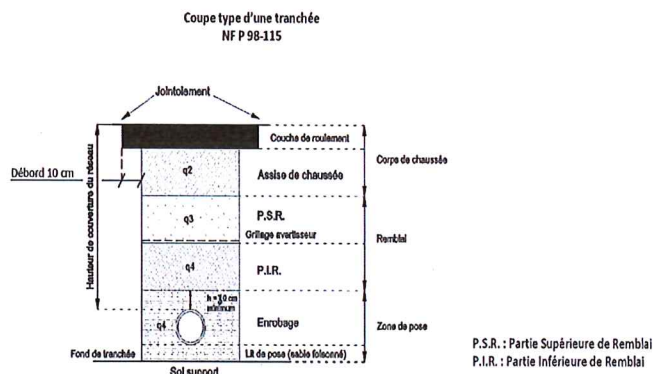 Coupe type d'une tranchée
NF P 98-115
Jointoiement
Couche de roulement
Corps de chaussée
Débord 10 cm
Hauteur de couverture du réseau
q2
Assise de chaussée
q3
P.S.R.
Grillage avertisseur
Remblai
q4
P.I.R.
h = 10 cm
minimum
q4
Enrobage
Zone de pose
Fond de tranchée
Lit de pose (sable foisonné)
Sol support
P.S.R. : Partie Supérieure de Remblai
P.I.R. : Partie Inférieure de Remblai